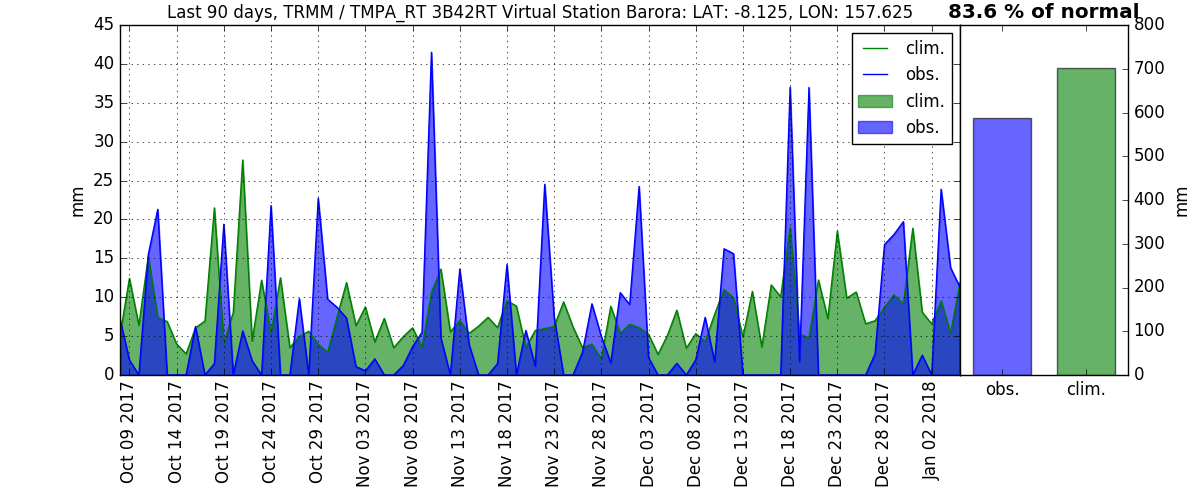 Last 90 days, TRMM / TMPA_RT 3B42RT Virtual Station Barora: LAT: -8.125, LON: 157.625
83.6 % of normal
45
40
35
30
25
20
15
10
5
0
mm
clim.
obs.
clim.
obs.
800
700
600
500
400
300
200
100
0
mm
obs.
clim.
Oct 09 2017
Oct 14 2017
Oct 19 2017
Oct 24 2017
Oct 29 2017
Nov 03 2017
Nov 08 2017
Nov 13 2017
Nov 18 2017
Nov 23 2017
Nov 28 2017
Dec 03 2017
Dec 08 2017
Dec 13 2017
Dec 18 2017
Dec 23 2017
Dec 28 2017
Jan 02 2018